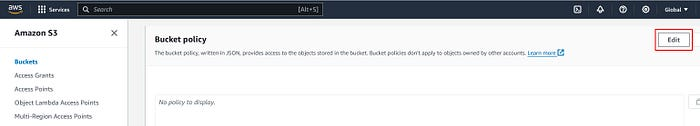 aws Services Search [Alt+S] Global
Amazon S3
Buckets
Access Grants
Access Points
Object Lambda Access Points
Multi-Region Access Points
Bucket policy
Edit
The bucket policy, written in JSON, provides access to the objects stored in the bucket. Bucket policies don't apply to objects owned by other accounts. Learn more
No policy to display.